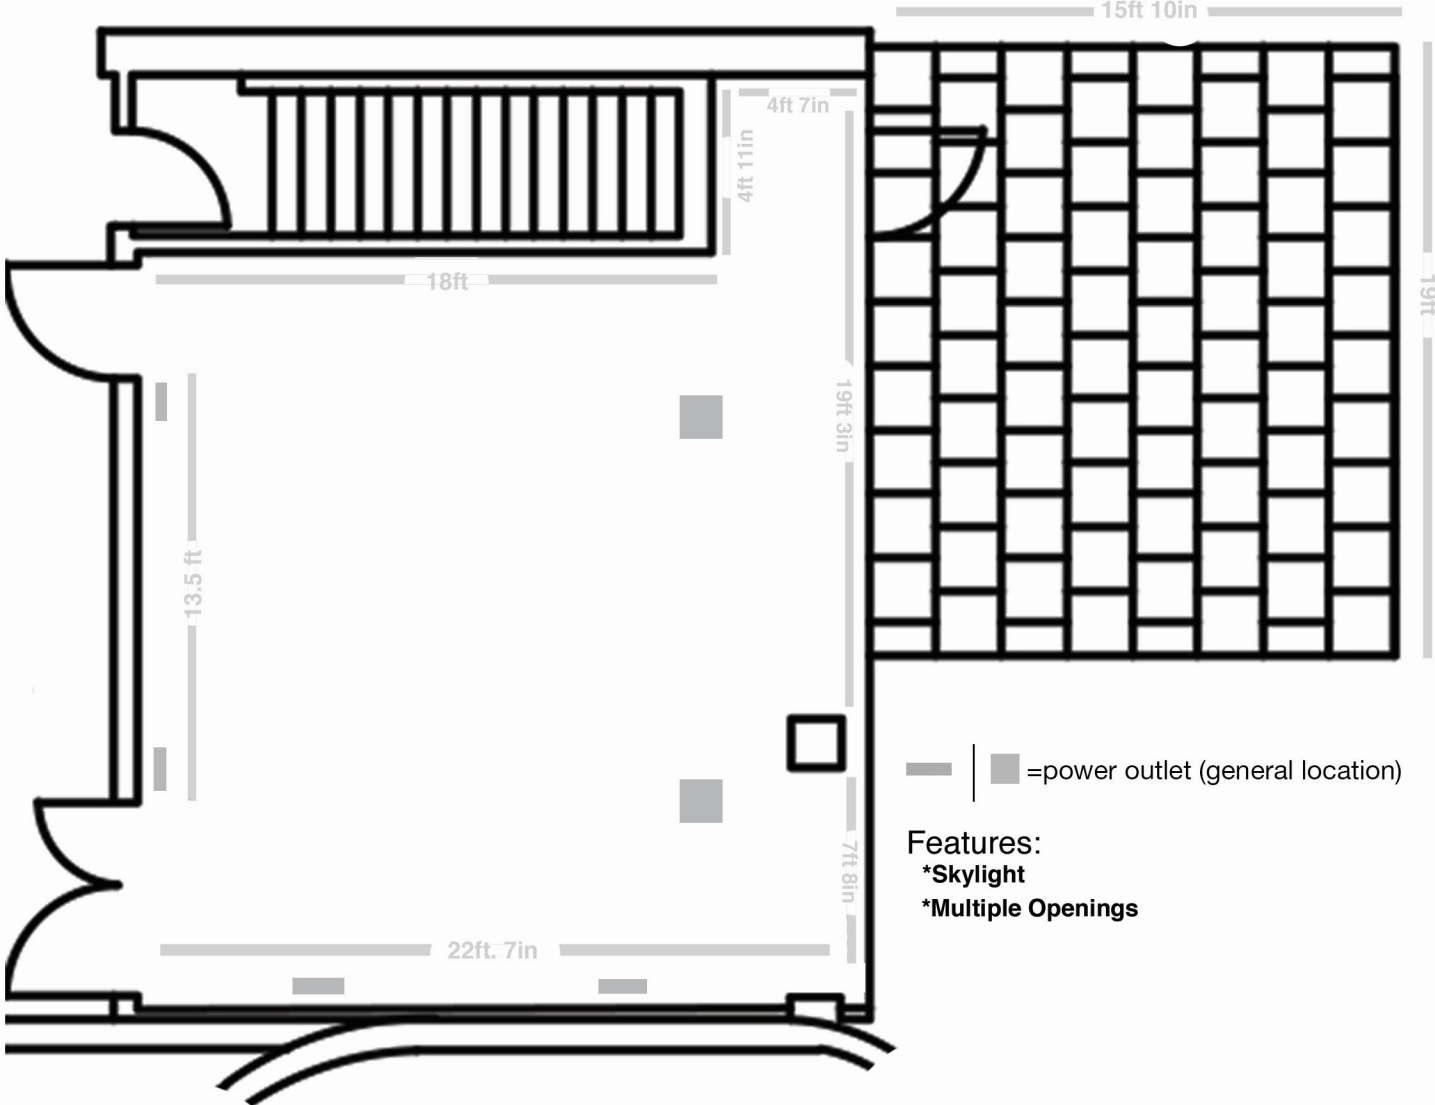 15ft 10in
4ft 7in
4ft 11in
19ft
18ft
19ft 3in
13.5 ft
=power outlet (general location)
Features:
*Skylight
*Multiple Openings
7ft 8in
22ft. 7in